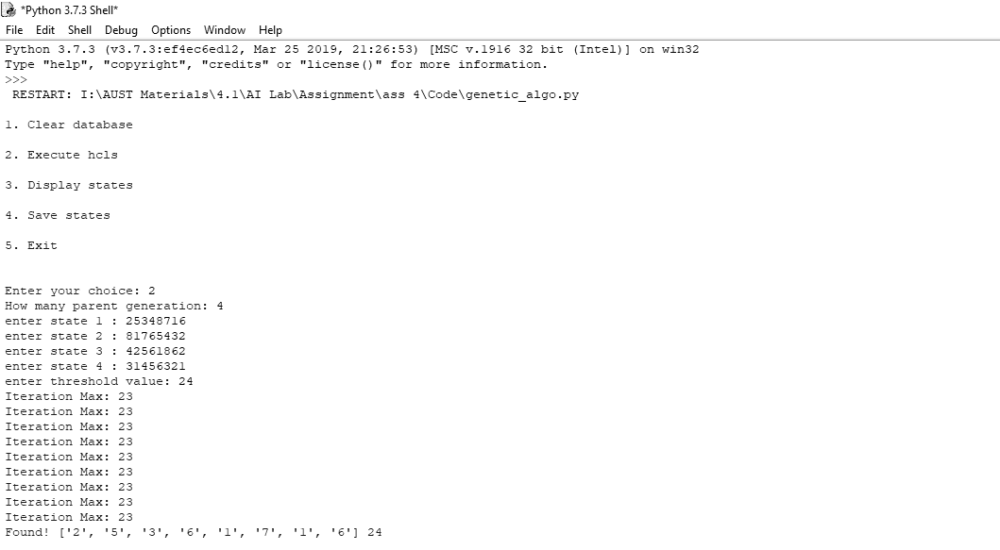 *Python 3.7.3 Shell*
File Edit Shell Debug Options Window Help
Python 3.7.3 (v3.7.3:ef4ec6ed12, Mar 25 2019, 21:26:53) [MSC v.1916 32 bit (Intel)] on win32
Type "help", "copyright", "credits" or "license()" for more information.
>>>
RESTART: I:\AUST Materials\4.1\AI Lab\Assignment\ass 4\Code\genetic_algo.py
1. Clear database
2. Execute hcls
3. Display states
4. Save states
5. Exit
Enter your choice: 2
How many parent generation: 4
enter state 1 : 25348716
enter state 2 : 81765432
enter state 3 : 42561862
enter state 4 : 31456321
enter threshold value: 24
Iteration Max: 23
Iteration Max: 23
Iteration Max: 23
Iteration Max: 23
Iteration Max: 23
Iteration Max: 23
Iteration Max: 23
Iteration Max: 23
Iteration Max: 23
Found! ['2', '5', '3', '6', '1', '7', '1', '6'] 24